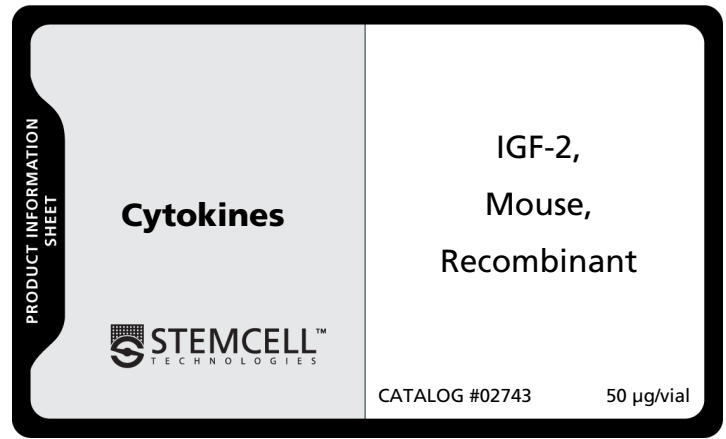 PRODUCT INFORMATION
SHEET
Cytokines
STEMCELL™
TECHNOLOGIES
IGF-2,
Mouse,
Recombinant
CATALOG #02743 50 µg/vial